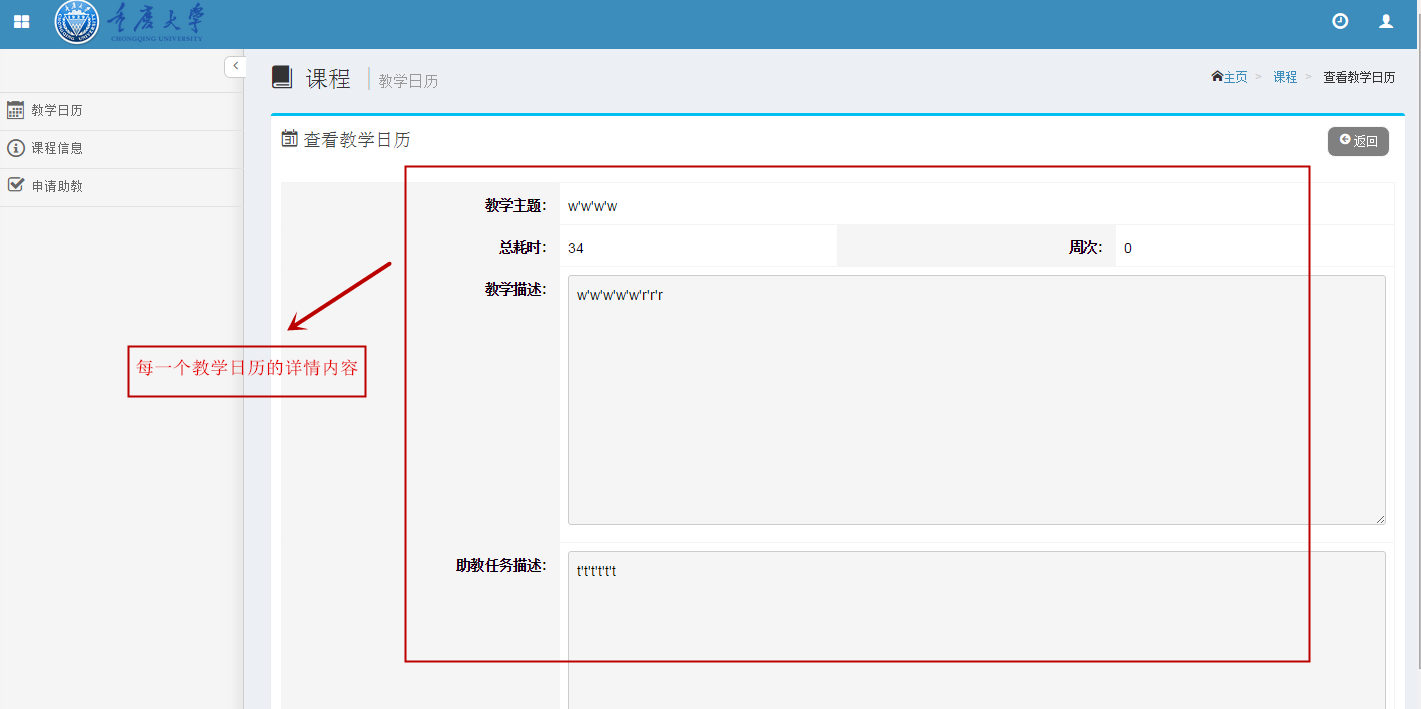 重庆大学
CHONGQING UNIVERSITY
课程 教学日历
主页 > 课程 > 查看教学日历
教学日历
课程信息
申请助教
31 查看教学日历
返回
教学主题: w'w'w'w
总耗时: 34 周次: 0
教学描述: w'w'w'w'w'r'r'r
每一个教学日历的详情内容
助教任务描述: t't't't't't